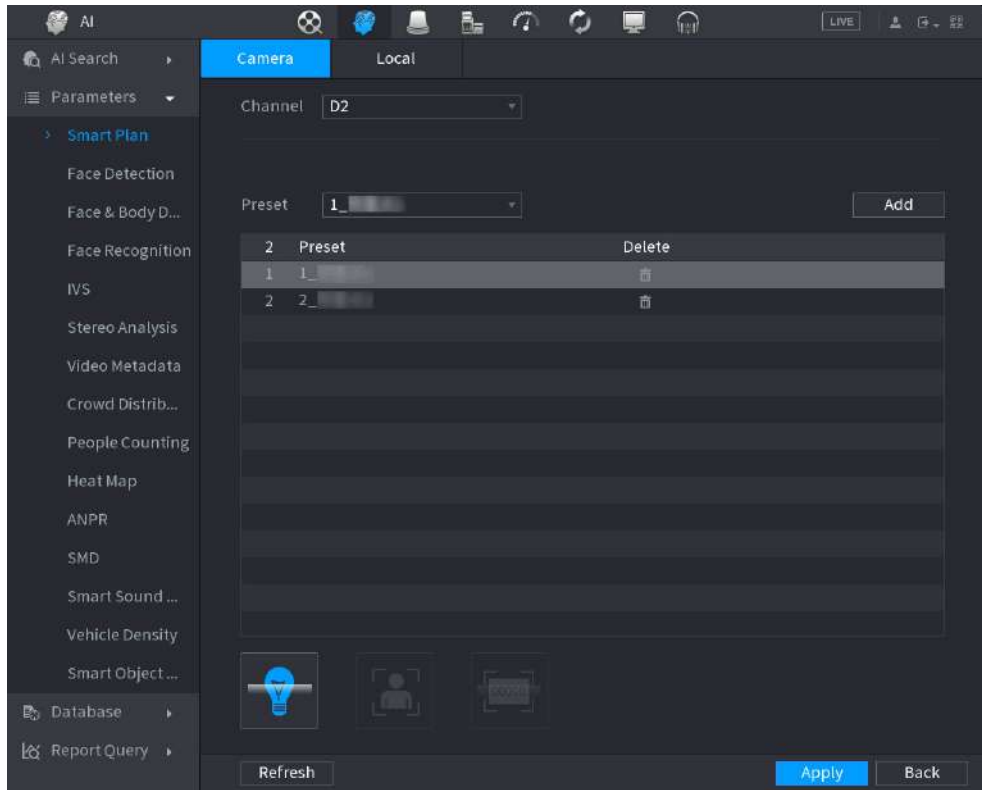 AI
LIVE
AI Search
Parameters
Smart Plan
Face Detection
Face & Body D...
Face Recognition
IVS
Stereo Analysis
Video Metadata
Crowd Distrib...
People Counting
Heat Map
ANPR
SMD
Smart Sound ...
Vehicle Density
Smart Object ...
Database
Report Query
Camera Local
Channel D2
Preset 1_
Add
2 Preset Delete
1 1_
2 2_
Refresh
Apply Back